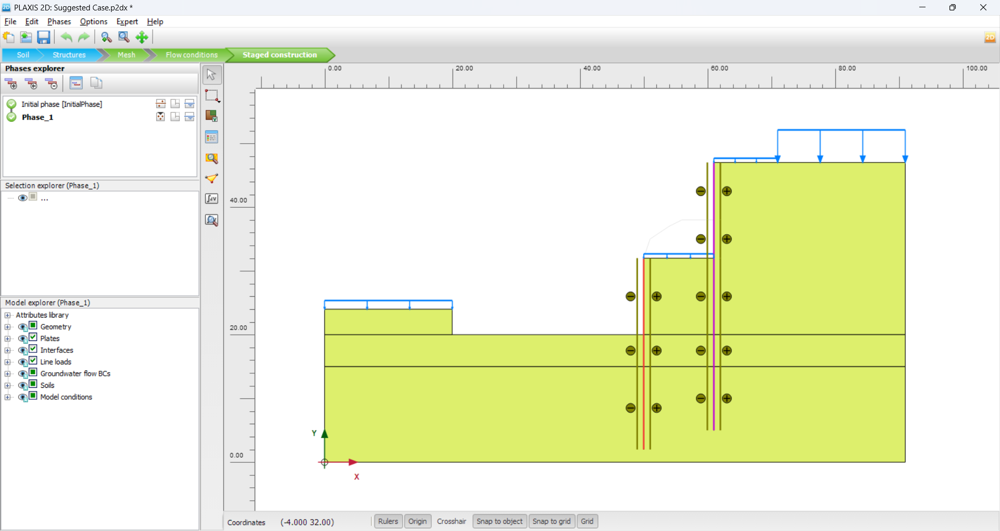 PLAXIS 2D: Suggested Case.p2dx *
File Edit Phases Options Expert Help
2D
Soil Structures Mesh Flow conditions Staged construction
Phases explorer
Initial phase [InitialPhase]
Phase_1
Selection explorer (Phase_1)
...
Model explorer (Phase_1)
Attributes library
Geometry
Plates
Interfaces
Line loads
Groundwater flow BCs
Soils
Model conditions
0.00 20.00 40.00 60.00 80.00 100.00
40.00
20.00
0.00
Y
X
Coordinates (-4.000 32.00) Rulers Origin Crosshair Snap to object Snap to grid Grid